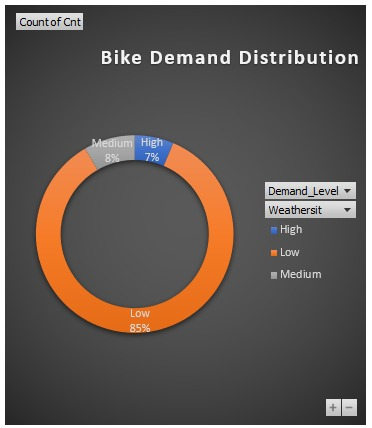 Count of Cnt
Bike Demand Distribution
Medium
8%
High
7%
Low
85%
Demand_Level
Weathersit
High
Low
Medium
+ −